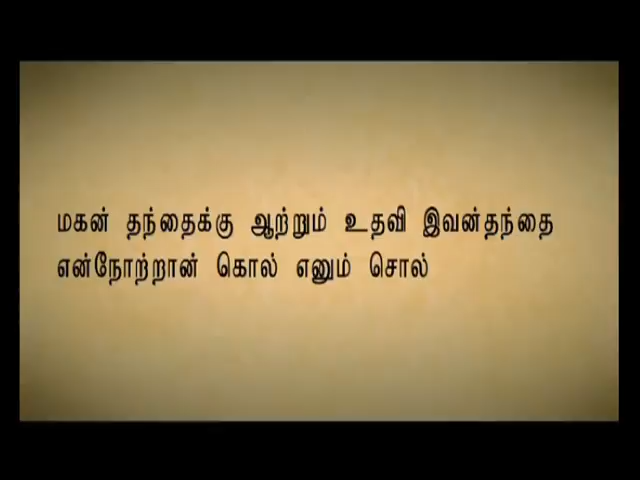 மகன் தந்தைக்கு ஆற்றும் உதவி இவன்தந்தை
என்நோற்றான் கொல் எனும் சொல்